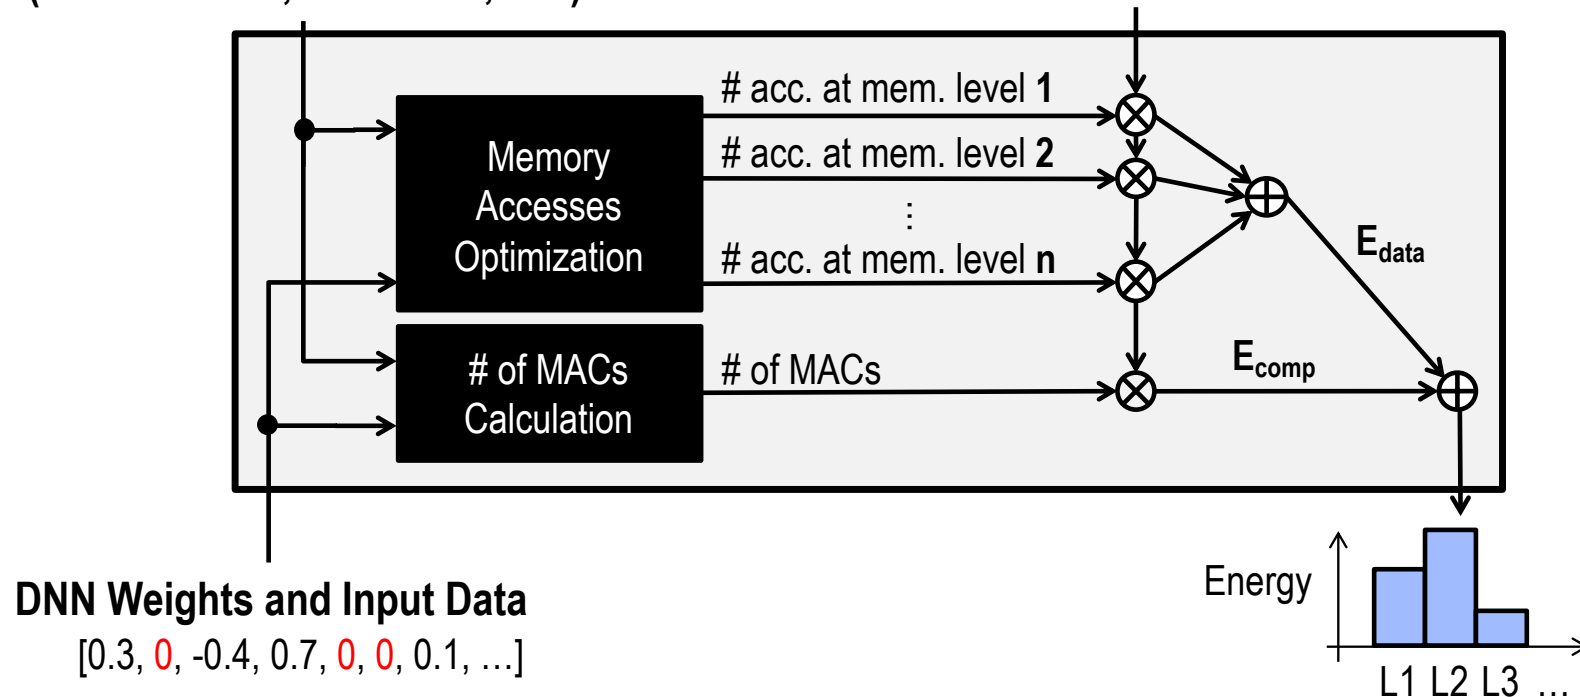 # acc. at mem. level 1
Memory
Accesses
Optimization
# acc. at mem. level 2
⋮
# acc. at mem. level n
E_data
# of MACs
Calculation
# of MACs
E_comp
DNN Weights and Input Data
[0.3, 0, -0.4, 0.7, 0, 0, 0.1, …]
Energy
L1 L2 L3 …